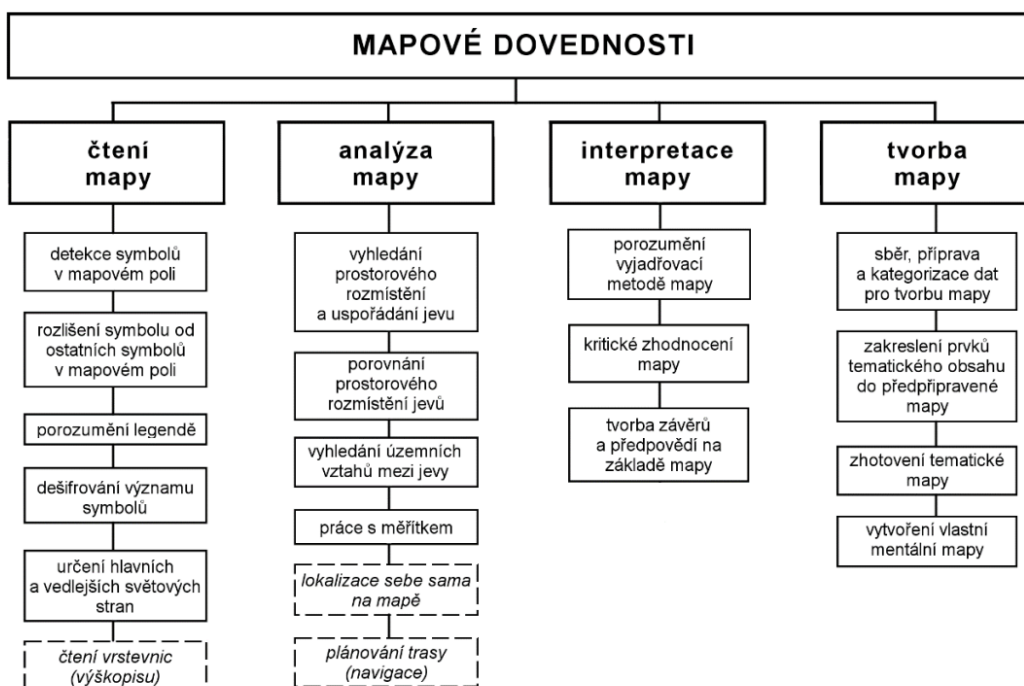 MAPOVÉ DOVEDNOSTI
čtení
mapy
detekce symbolů
v mapovém poli
rozlišení symbolu od
ostatních symbolů
v mapovém poli
porozumění legendě
dešifrování významu
symbolů
určení hlavních
a vedlejších světových
stran
čtení vrstevnic
(výškopisu)
analýza
mapy
vyhledání
prostorového
rozmístění
a uspořádání jevu
porovnání
prostorového
rozmístění jevů
vyhledání územních
vztahů mezi jevy
práce s měřítkem
lokalizace sebe sama
na mapě
plánování trasy
(navigace)
interpretace
mapy
porozumění
vyjadřovací
metodě mapy
kritické zhodnocení
mapy
tvorba závěrů
a předpovědí na
základě mapy
tvorba
mapy
sběr, příprava
a kategorizace dat
pro tvorbu mapy
zakreslení prvků
tematického obsahu
do předpřipravené
mapy
zhotovení tematické
mapy
vytvoření vlastní
mentální mapy